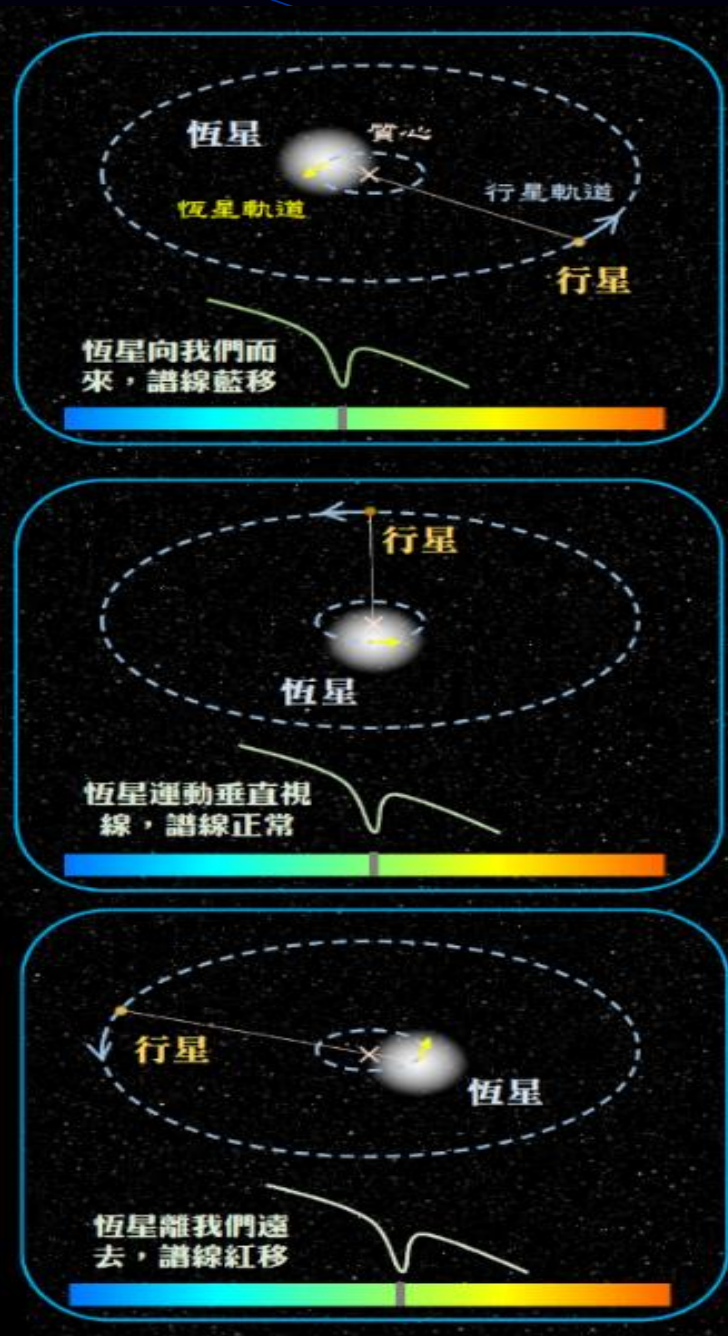 恆星
質心
恆星軌道
行星軌道
行星
恆星向我們而
來，譜線藍移
行星
恆星
恆星運動垂直視
線，譜線正常
行星
恆星
恆星離我們遠
去，譜線紅移